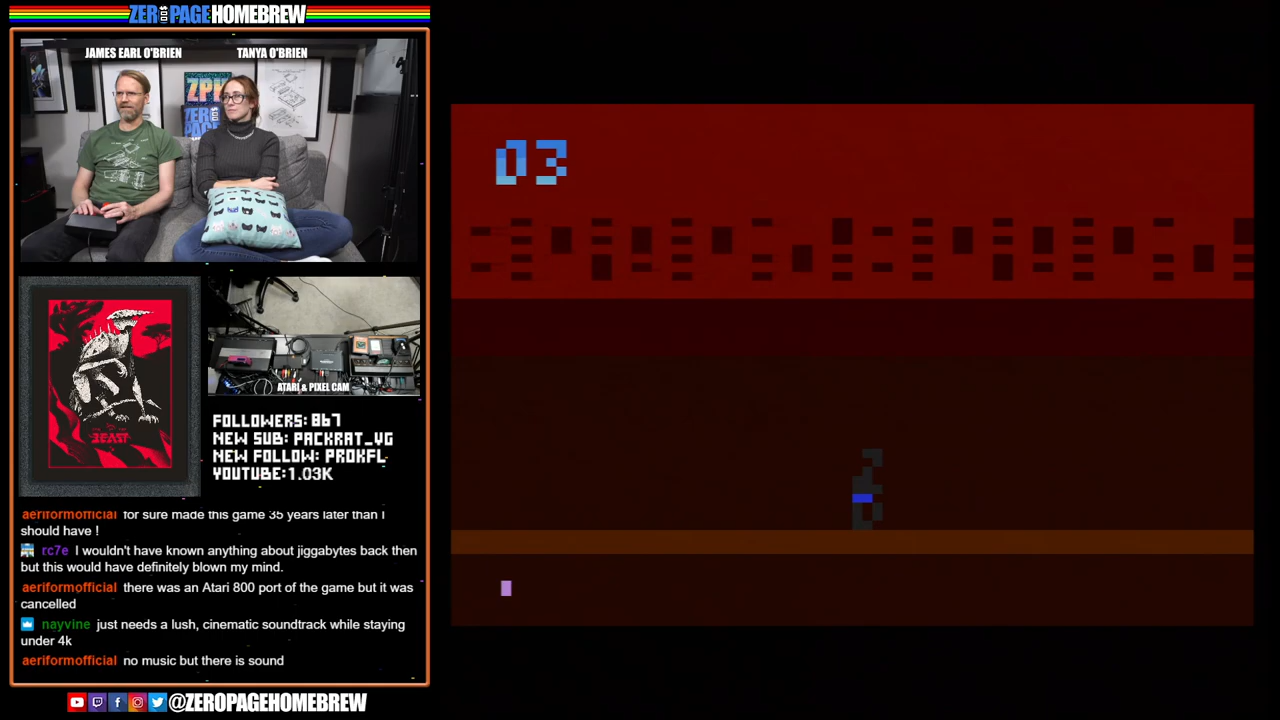 ZEROPAGEHOMEBREW
JAMES EARL O'BRIEN
TANYA O'BRIEN
ZPH
ZERO
PAGE
03
BEAST
ATARI & PIXEL CAM
FOLLOWERS: 867
NEW SUB: PACKRAT_VG
NEW FOLLOW: PROKFL
YOUTUBE:1.03K
aeriformofficial for sure made this game 35 years later than I
should have !
rc7e I wouldn't have known anything about jiggabytes back then
but this would have definitely blown my mind.
aeriformofficial there was an Atari 800 port of the game but it was
cancelled
nayvine just needs a lush, cinematic soundtrack while staying
under 4k
aeriformofficial no music but there is sound
@ZEROPAGEHOMEBREW